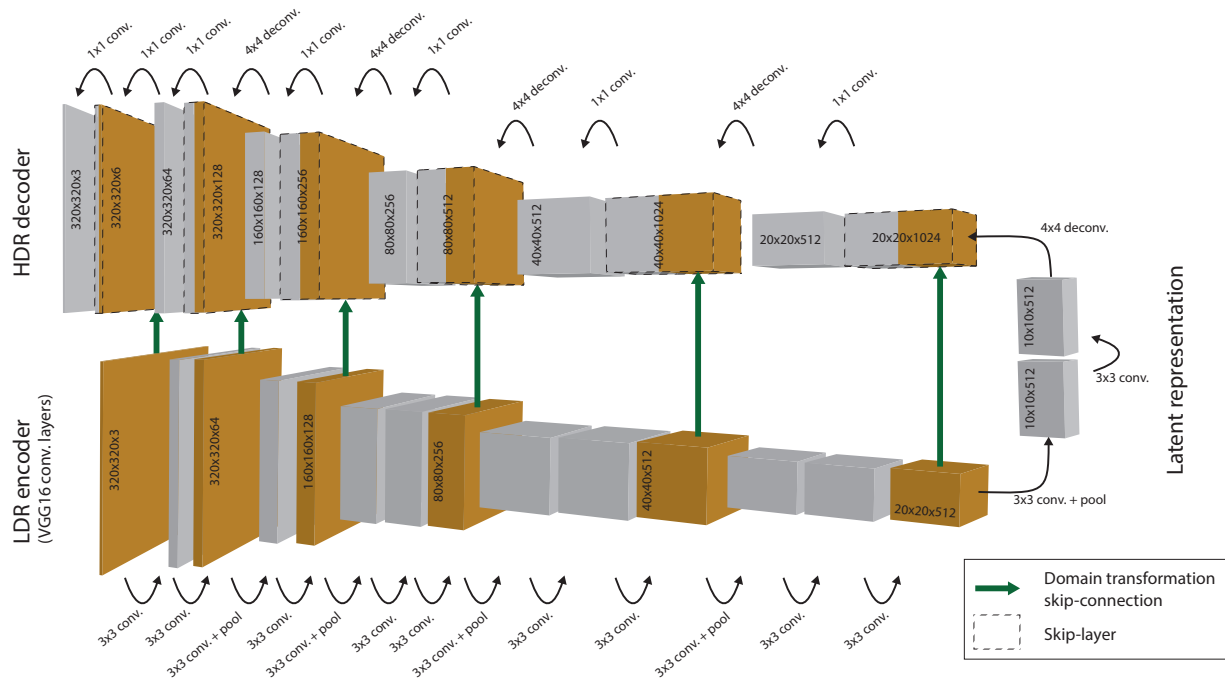 1x1 conv.
1x1 conv.
1x1 conv.
4x4 deconv.
1x1 conv.
4x4 deconv.
1x1 conv.
4x4 deconv.
1x1 conv.
4x4 deconv.
1x1 conv.
HDR decoder
320x320x3
320x320x6
320x320x64
320x320x128
160x160x128
160x160x256
80x80x256
80x80x512
40x40x512
40x40x1024
20x20x512
20x20x1024
4x4 deconv.
10x10x512
3x3 conv.
10x10x512
Latent representation
LDR encoder
(VGG16 conv. layers)
320x320x3
320x320x64
160x160x128
80x80x256
40x40x512
20x20x512
3x3 conv. + pool
3x3 conv.
3x3 conv.
3x3 conv. + pool
3x3 conv.
3x3 conv. + pool
3x3 conv.
3x3 conv.
3x3 conv. + pool
3x3 conv.
3x3 conv.
3x3 conv. + pool
3x3 conv.
3x3 conv.
Domain transformation
skip-connection
Skip-layer